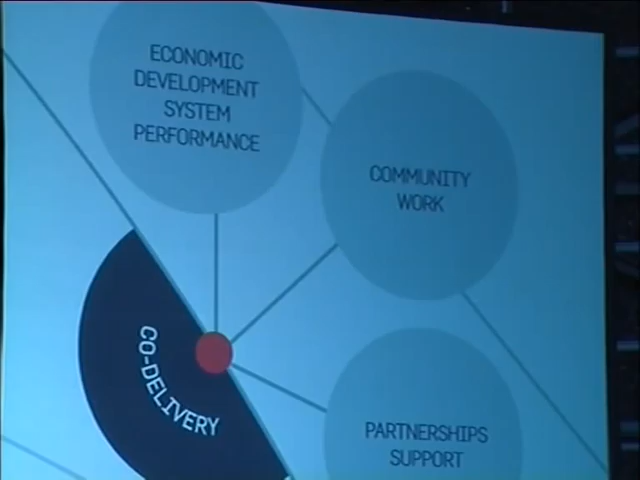 ECONOMIC
DEVELOPMENT
SYSTEM
PERFORMANCE
COMMUNITY
WORK
CO-DELIVERY
PARTNERSHIPS
SUPPORT